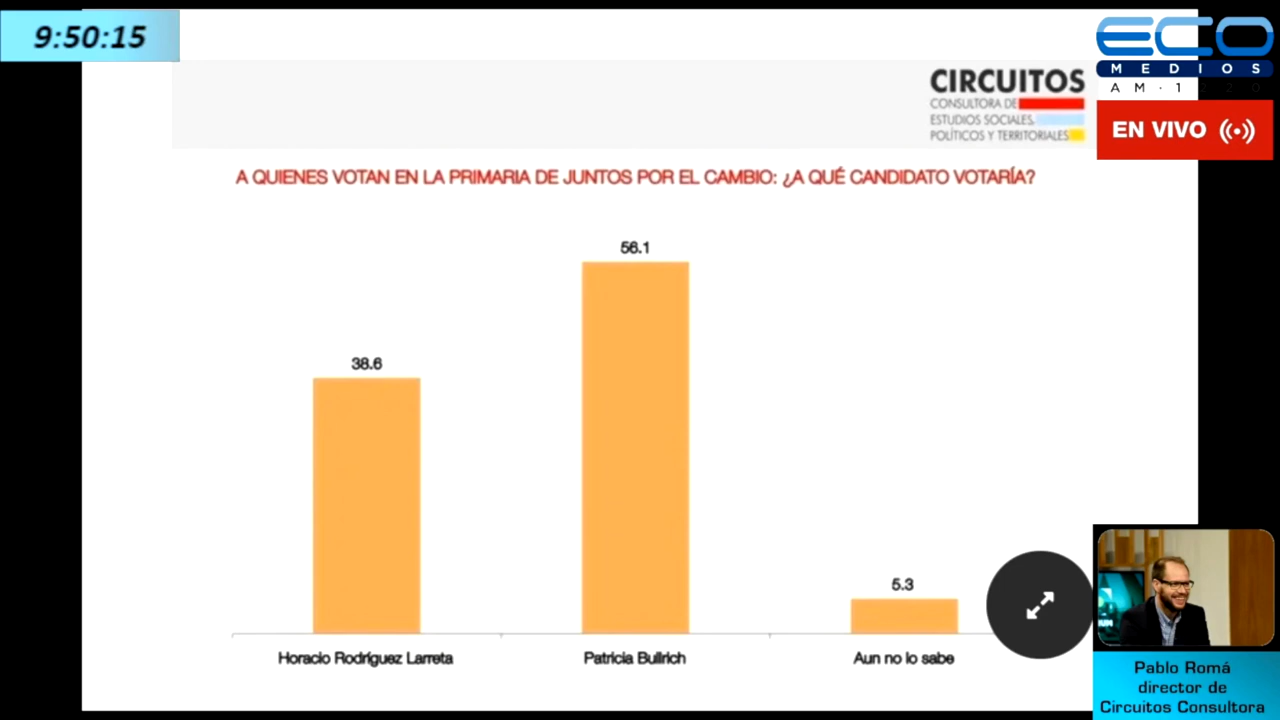 9:50:15
ECO
MEDIOS
AM·1220
EN VIVO
CIRCUITOS
CONSULTORA DE
ESTUDIOS SOCIALES,
POLÍTICOS Y TERRITORIALES
A QUIENES VOTAN EN LA PRIMARIA DE JUNTOS POR EL CAMBIO: ¿A QUÉ CANDIDATO VOTARÍA?
56.1
38.6
5.3
Horacio Rodríguez Larreta
Patricia Bullrich
Aun no lo sabe
Pablo Romá
director de
Circuitos Consultora